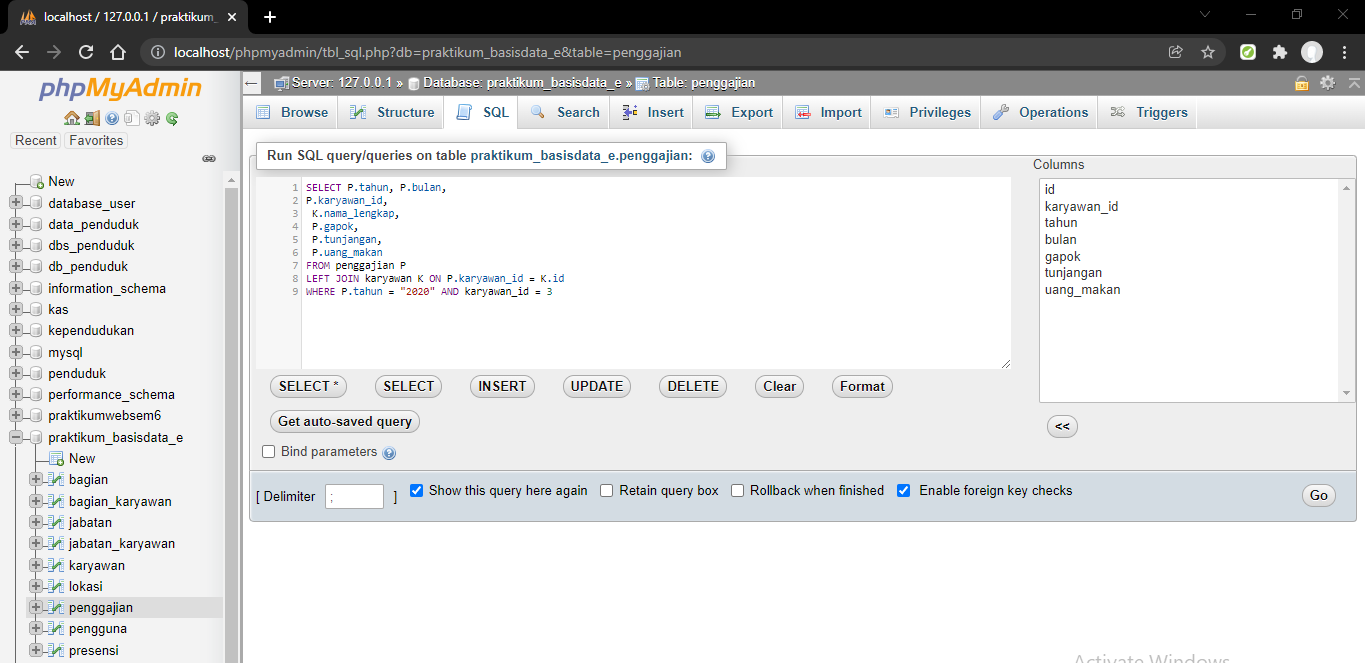 localhost / 127.0.0.1 / praktikum_
localhost/phpmyadmin/tbl_sql.php?db=praktikum_basisdata_e&table=penggajian
phpMyAdmin
Recent Favorites
New
database_user
data_penduduk
dbs_penduduk
db_penduduk
information_schema
kas
kependudukan
mysql
penduduk
performance_schema
praktikumwebsem6
praktikum_basisdata_e
New
bagian
bagian_karyawan
jabatan
jabatan_karyawan
karyawan
lokasi
penggajian
pengguna
presensi
Server: 127.0.0.1 » Database: praktikum_basisdata_e » Table: penggajian
Browse Structure SQL Search Insert Export Import Privileges Operations Triggers
Run SQL query/queries on table praktikum_basisdata_e.penggajian:
1 SELECT P.tahun, P.bulan,
2 P.karyawan_id,
3 K.nama_lengkap,
4 P.gapok,
5 P.tunjangan,
6 P.uang_makan
7 FROM penggajian P
8 LEFT JOIN karyawan K ON P.karyawan_id = K.id
9 WHERE P.tahun = "2020" AND karyawan_id = 3
SELECT * SELECT INSERT UPDATE DELETE Clear Format
Get auto-saved query
Bind parameters
Columns
id
karyawan_id
tahun
bulan
gapok
tunjangan
uang_makan
<<
[ Delimiter ; ] Show this query here again Retain query box Rollback when finished Enable foreign key checks
Go
Activate Windows